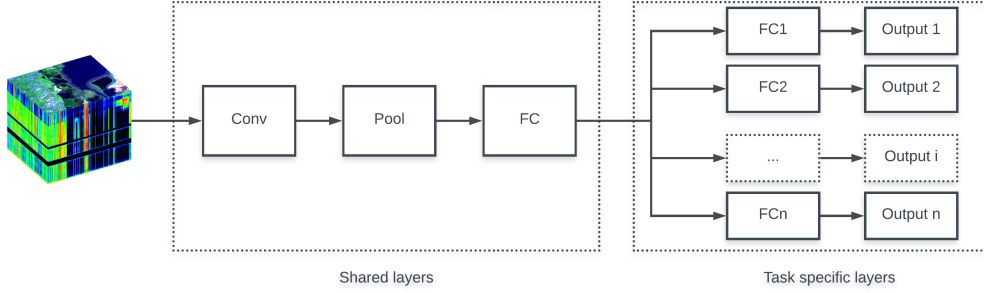 Conv
Pool
FC
FC1
Output 1
FC2
Output 2
...
Output i
FCn
Output n
Shared layers
Task specific layers